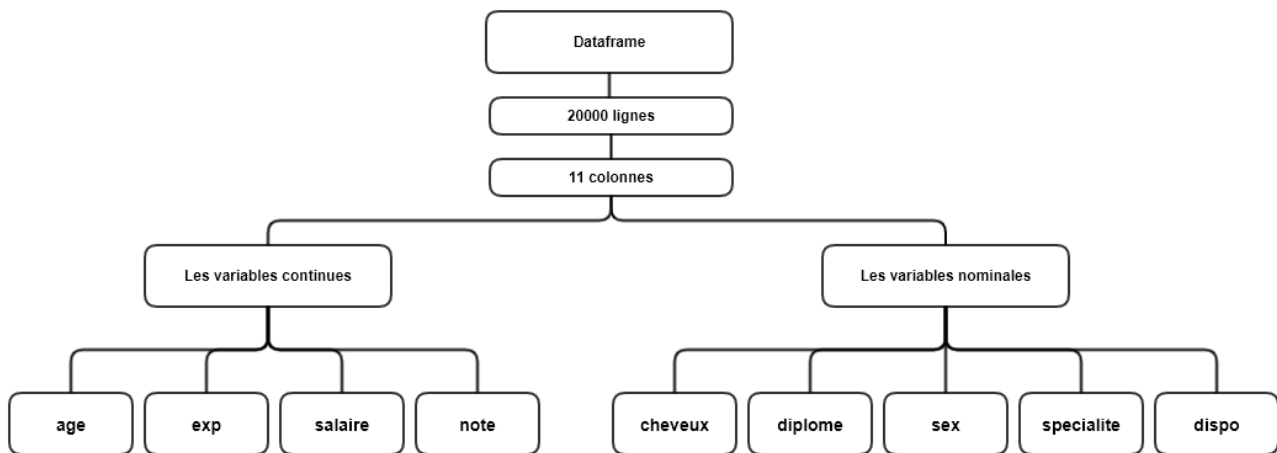 Dataframe
20000 lignes
11 colonnes
Les variables continues
Les variables nominales
age
exp
salaire
note
cheveux
diplome
sex
specialite
dispo